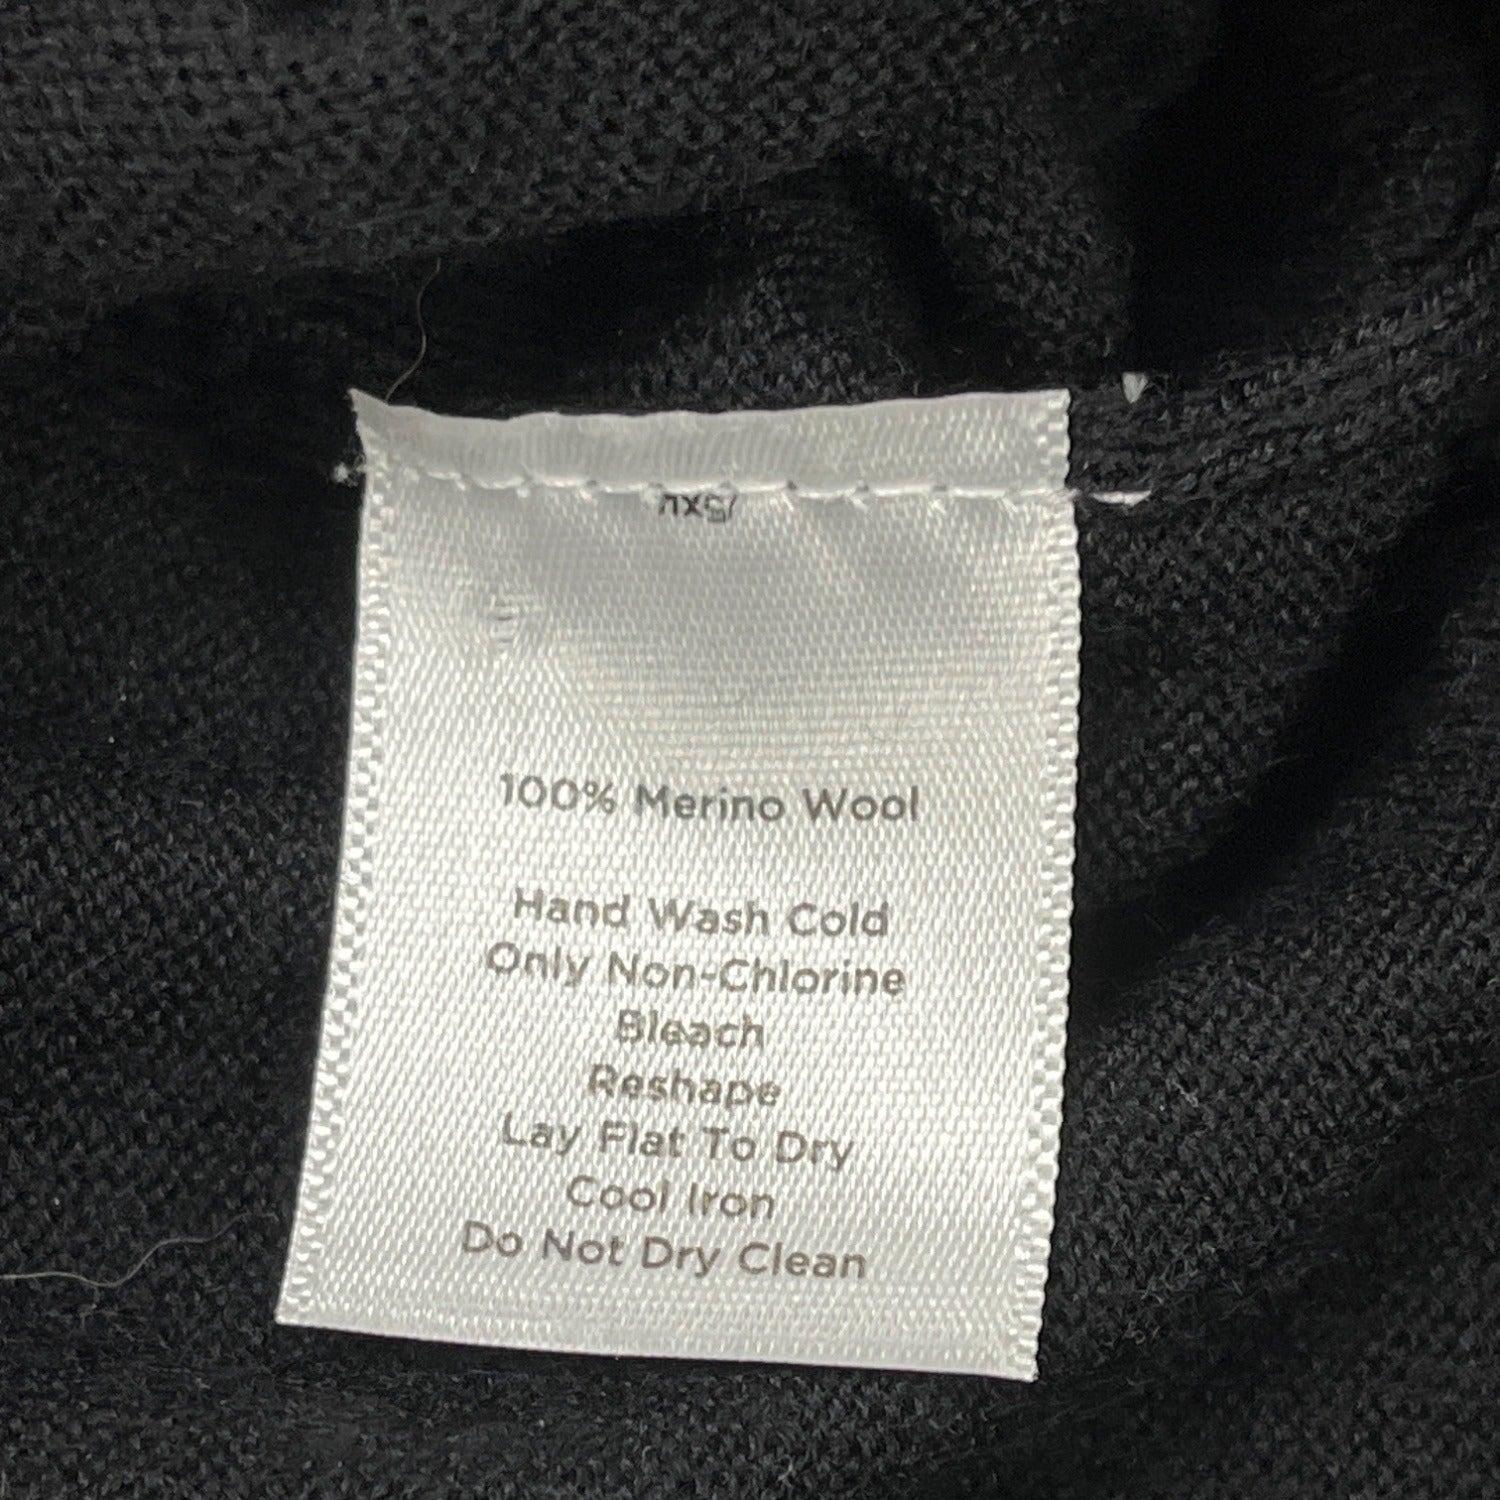 100% Merino Wool
Hand Wash Cold
Only Non-Chlorine
Bleach
Reshape
Lay Flat To Dry
Cool Iron
Do Not Dry Clean